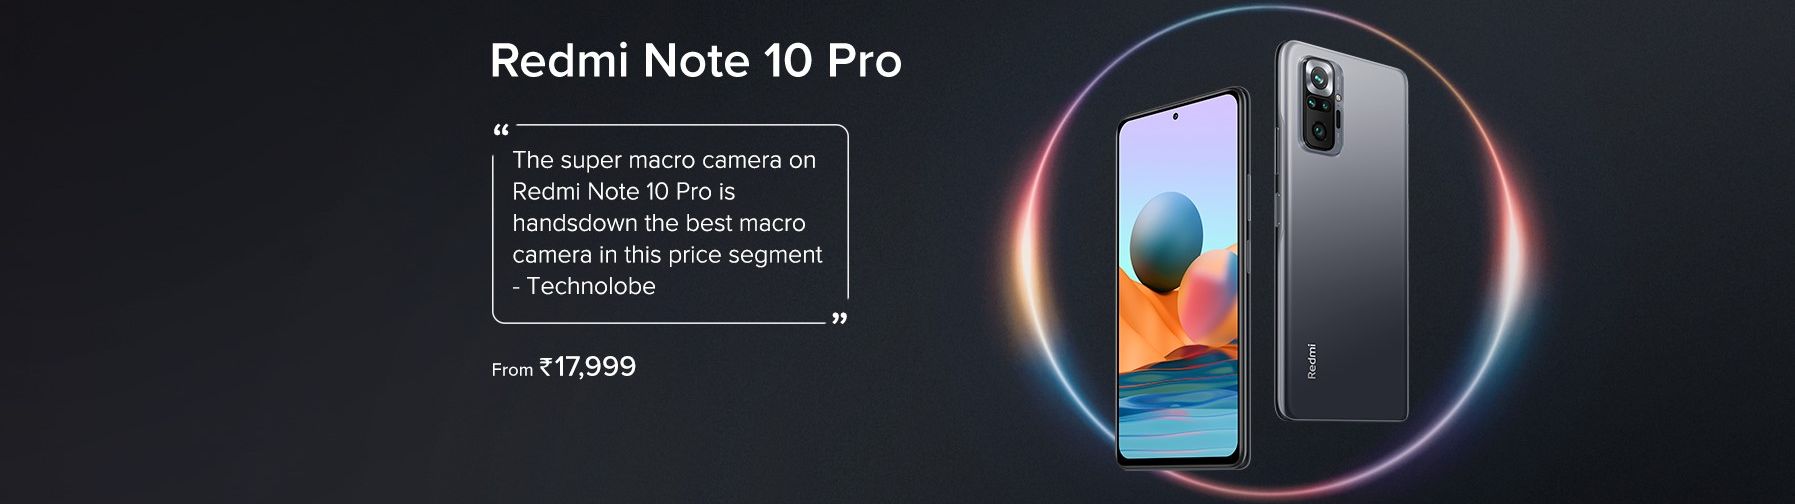 Redmi Note 10 Pro
“
The super macro camera on
Redmi Note 10 Pro is
handsdown the best macro
camera in this price segment
- Technolobe
”
From ₹17,999
Redmi